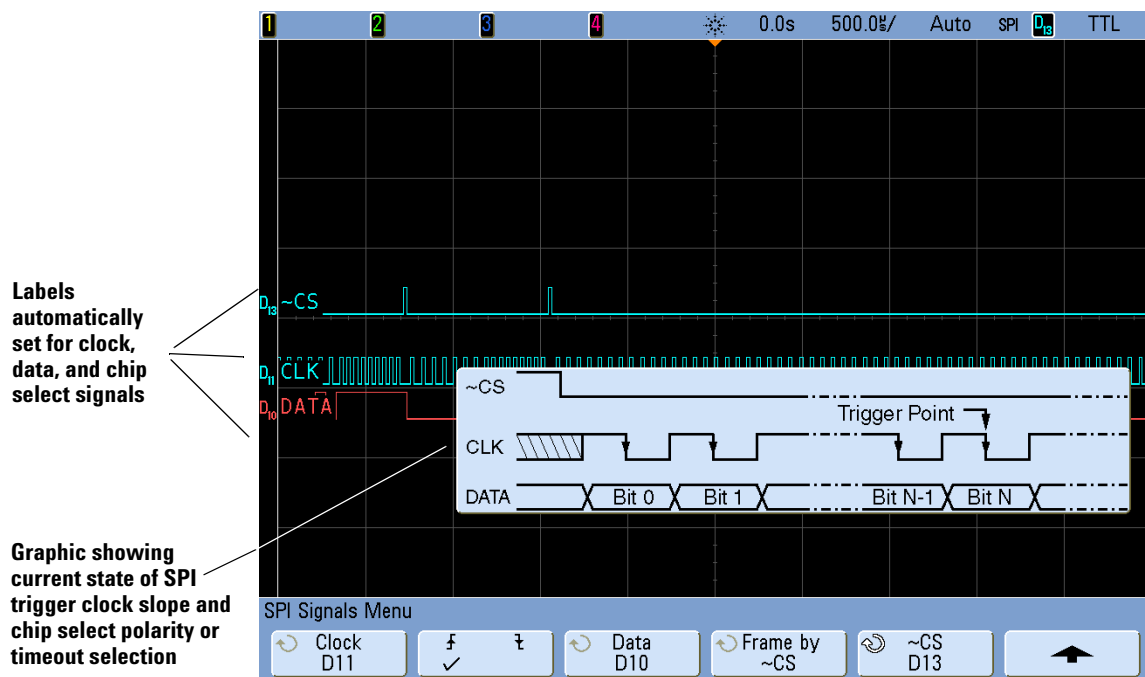 1 2 3 4 0.0s 500.0㎲/ Auto SPI D13 TTL
Labels
automatically
set for clock,
data, and chip
select signals
D13 ~CS
D11 CLK
D10 DATA
~CS
Trigger Point
CLK
DATA Bit 0 Bit 1 Bit N-1 Bit N
Graphic showing
current state of SPI
trigger clock slope and
chip select polarity or
timeout selection
SPI Signals Menu
Clock
D11
Data
D10
Frame by
~CS
~CS
D13